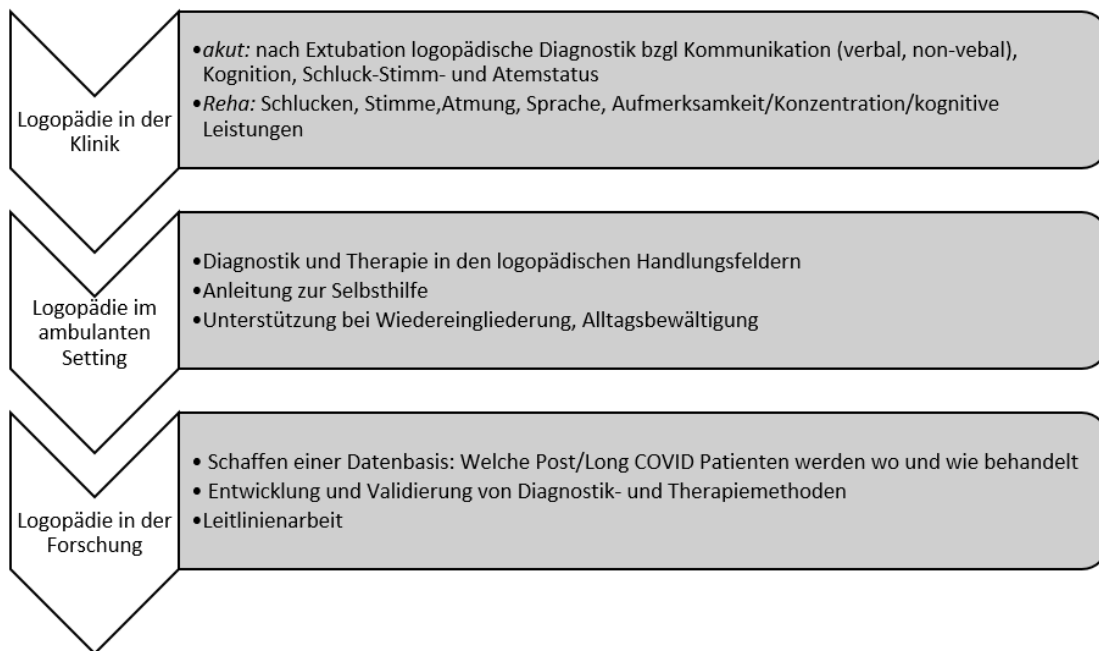 Logopädie in der
Klinik
•akut: nach Extubation logopädische Diagnostik bzgl Kommunikation (verbal, non-vebal),
Kognition, Schluck-Stimm- und Atemstatus
•Reha: Schlucken, Stimme,Atmung, Sprache, Aufmerksamkeit/Konzentration/kognitive
Leistungen
Logopädie im
ambulanten
Setting
•Diagnostik und Therapie in den logopädischen Handlungsfeldern
•Anleitung zur Selbsthilfe
•Unterstützung bei Wiedereingliederung, Alltagsbewältigung
Logopädie in der
Forschung
• Schaffen einer Datenbasis: Welche Post/Long COVID Patienten werden wo und wie behandelt
• Entwicklung und Validierung von Diagnostik- und Therapiemethoden
•Leitlinienarbeit